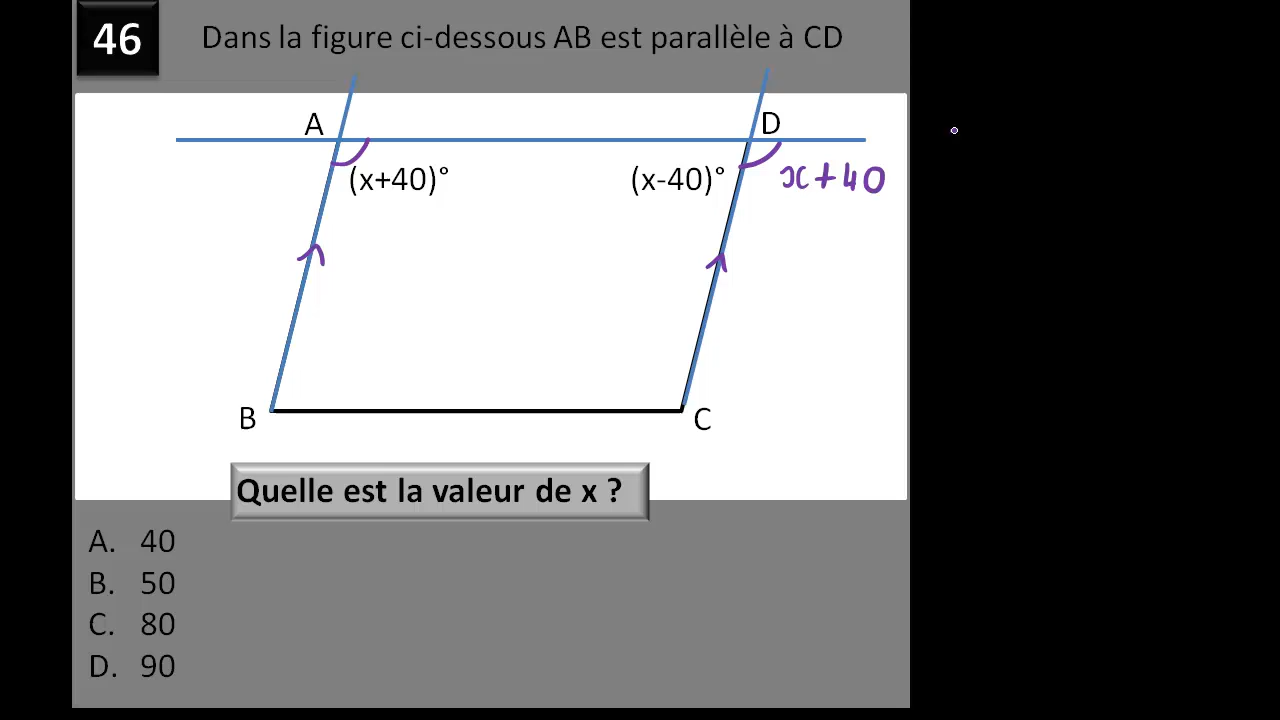 46 Dans la figure ci-dessous AB est parallèle à CD
A D
(x+40)° (x-40)° x+40
B C
Quelle est la valeur de x ?
A. 40
B. 50
C. 80
D. 90